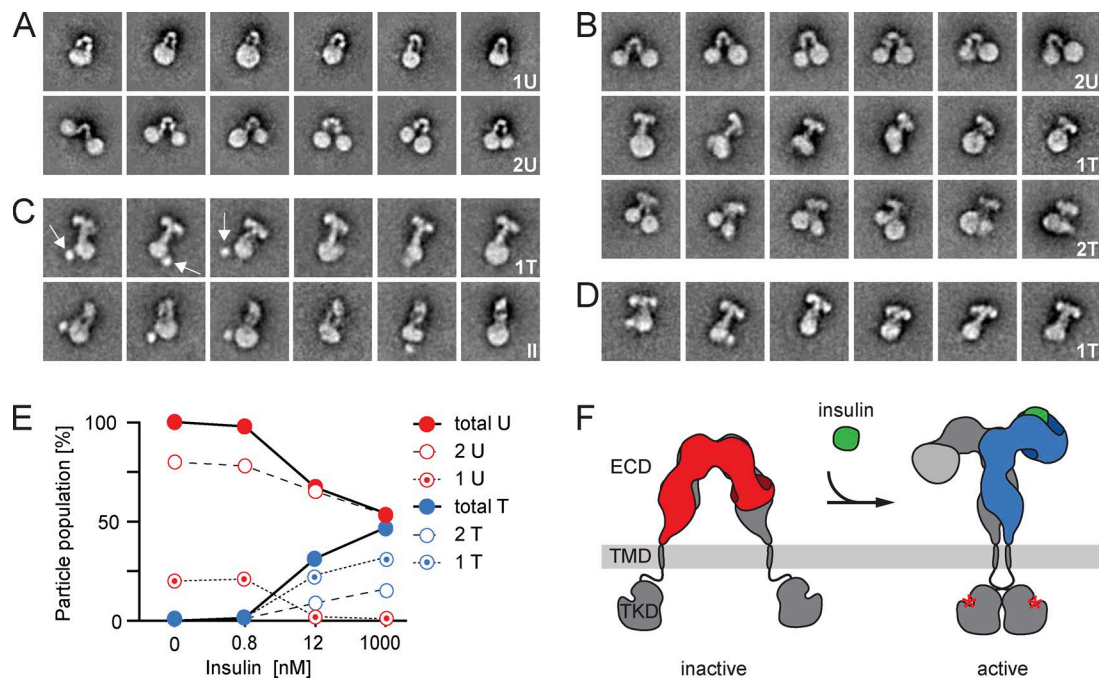 A
1U
2U
B
2U
1T
2T
C
1T
II
D
1T
E
Particle population [%]
100
50
0
0
0.8
12
1000
Insulin [nM]
total U
2 U
1 U
total T
2 T
1 T
F
insulin
ECD
TMD
TKD
inactive
active